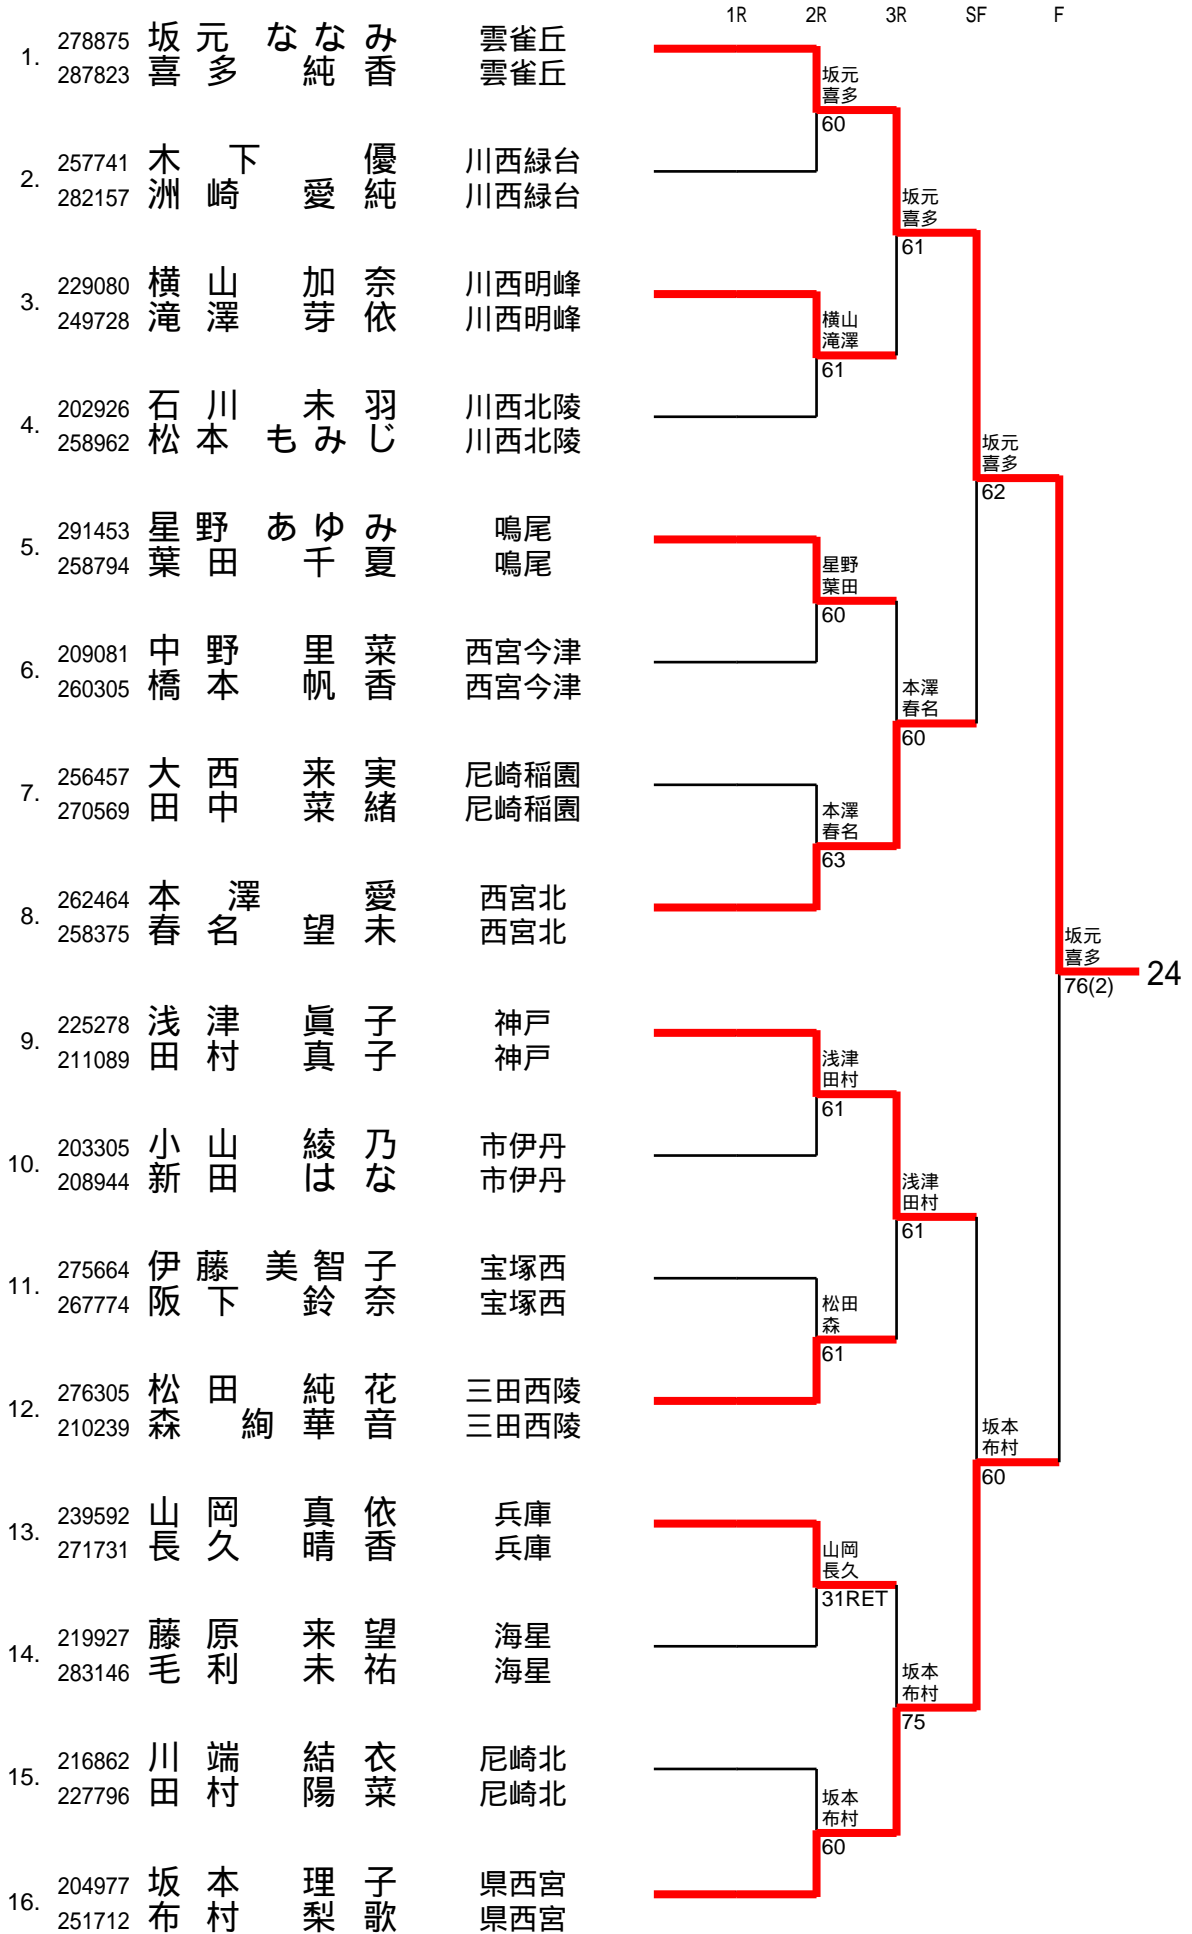 1R 2R 3R SF F
1. 278875 坂元 ななみ 雲雀丘
287823 喜多 純香 雲雀丘
坂元
喜多
60
2. 257741 木下 優 川西緑台
282157 洲崎 愛純 川西緑台
坂元
喜多
61
3. 229080 横山 加奈 川西明峰
249728 滝澤 芽依 川西明峰
横山
滝澤
61
4. 202926 石川 未羽 川西北陵
258962 松本 もみじ 川西北陵
坂元
喜多
62
5. 291453 星野 あゆみ 鳴尾
258794 葉田 千夏 鳴尾
星野
葉田
60
6. 209081 中野 里菜 西宮今津
260305 橋本 帆香 西宮今津
本澤
春名
60
7. 256457 大西 来実 尼崎稲園
270569 田中 菜緒 尼崎稲園
本澤
春名
63
8. 262464 本澤 愛 西宮北
258375 春名 望未 西宮北
坂元
喜多
76(2)
24
9. 225278 浅津 眞子 神戸
211089 田村 真子 神戸
浅津
田村
61
10. 203305 小山 綾乃 市伊丹
208944 新田 はな 市伊丹
浅津
田村
61
11. 275664 伊藤 美智子 宝塚西
267774 阪下 鈴奈 宝塚西
松田
森
61
12. 276305 松田 純花 三田西陵
210239 森 絢華音 三田西陵
坂本
布村
60
13. 239592 山岡 真依 兵庫
271731 長久 晴香 兵庫
山岡
長久
31RET
14. 219927 藤原 来望 海星
283146 毛利 未祐 海星
坂本
布村
75
15. 216862 川端 結衣 尼崎北
227796 田村 陽菜 尼崎北
坂本
布村
60
16. 204977 坂本 理子 県西宮
251712 布村 梨歌 県西宮